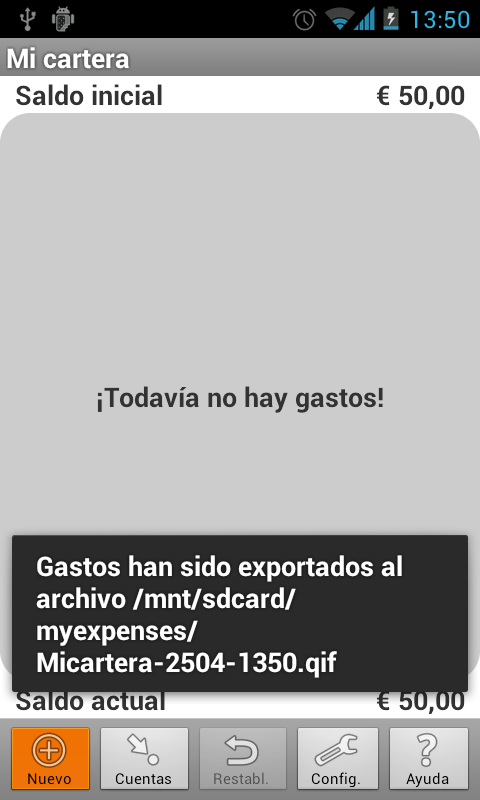 13:50
Mi cartera
Saldo inicial € 50,00
¡Todavía no hay gastos!
Gastos han sido exportados al
archivo /mnt/sdcard/
myexpenses/
Micartera-2504-1350.qif
Saldo actual € 50,00
Nuevo Cuentas Restabl. Config. Ayuda